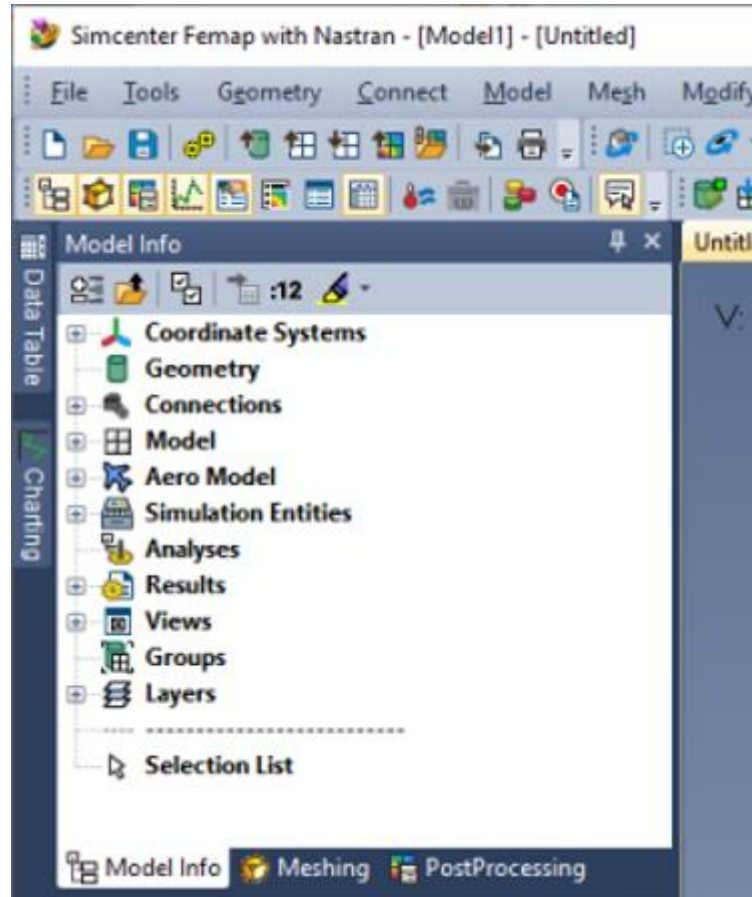 Simcenter Femap with Nastran - [Model1] - [Untitled]
File Tools Geometry Connect Model Mesh Modify
Model Info
Untitl
Data Table
Charting
:12
V:
Coordinate Systems
Geometry
Connections
Model
Aero Model
Simulation Entities
Analyses
Results
Views
Groups
Layers
Selection List
Model Info Meshing PostProcessing